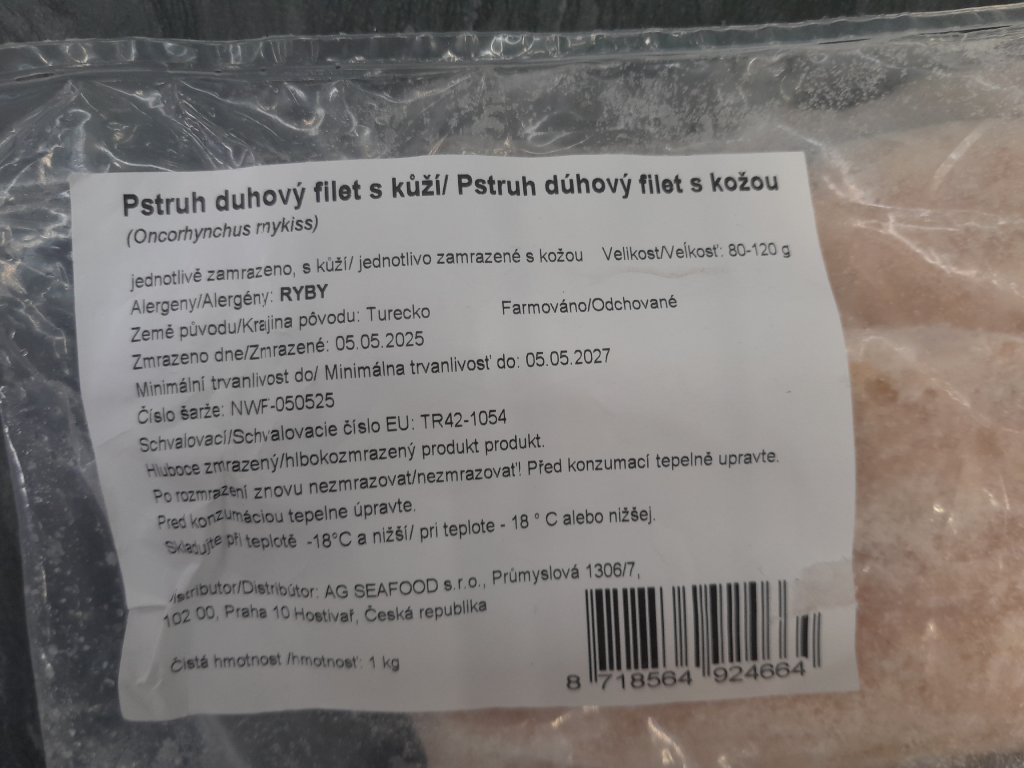 Pstruh duhový filet s kůží/ Pstruh dúhový filet s kožou
(Oncorhynchus mykiss)
jednotlivě zamrazeno, s kůží/ jednotlivo zamrazené s kožou Velikost/Veĺkosť: 80-120 g
Alergeny/Alergény: RYBY
Země původu/Krajina pôvodu: Turecko Farmováno/Odchované
Zmrazeno dne/Zmrazené: 05.05.2025
Minimální trvanlivost do/ Minimálna trvanlivosť do: 05.05.2027
Číslo šarže: NWF-050525
Schvalovací/Schvalovacie číslo EU: TR42-1054
Hluboce zmrazený/hlbokozmrazený produkt produkt.
Po rozmrazení znovu nezmrazovat/nezmrazovať! Před konzumací tepelně upravte.
Pred konzumáciou tepelne úpravte.
Skladujte při teplotě -18°C a nižší/ pri teplote - 18 ° C alebo nižšej.
Distributor/Distribútor: AG SEAFOOD s.r.o., Průmyslová 1306/7,
102 00, Praha 10 Hostivař, Česká republika
Čistá hmotnost /hmotnosť: 1 kg
8 718564 924664